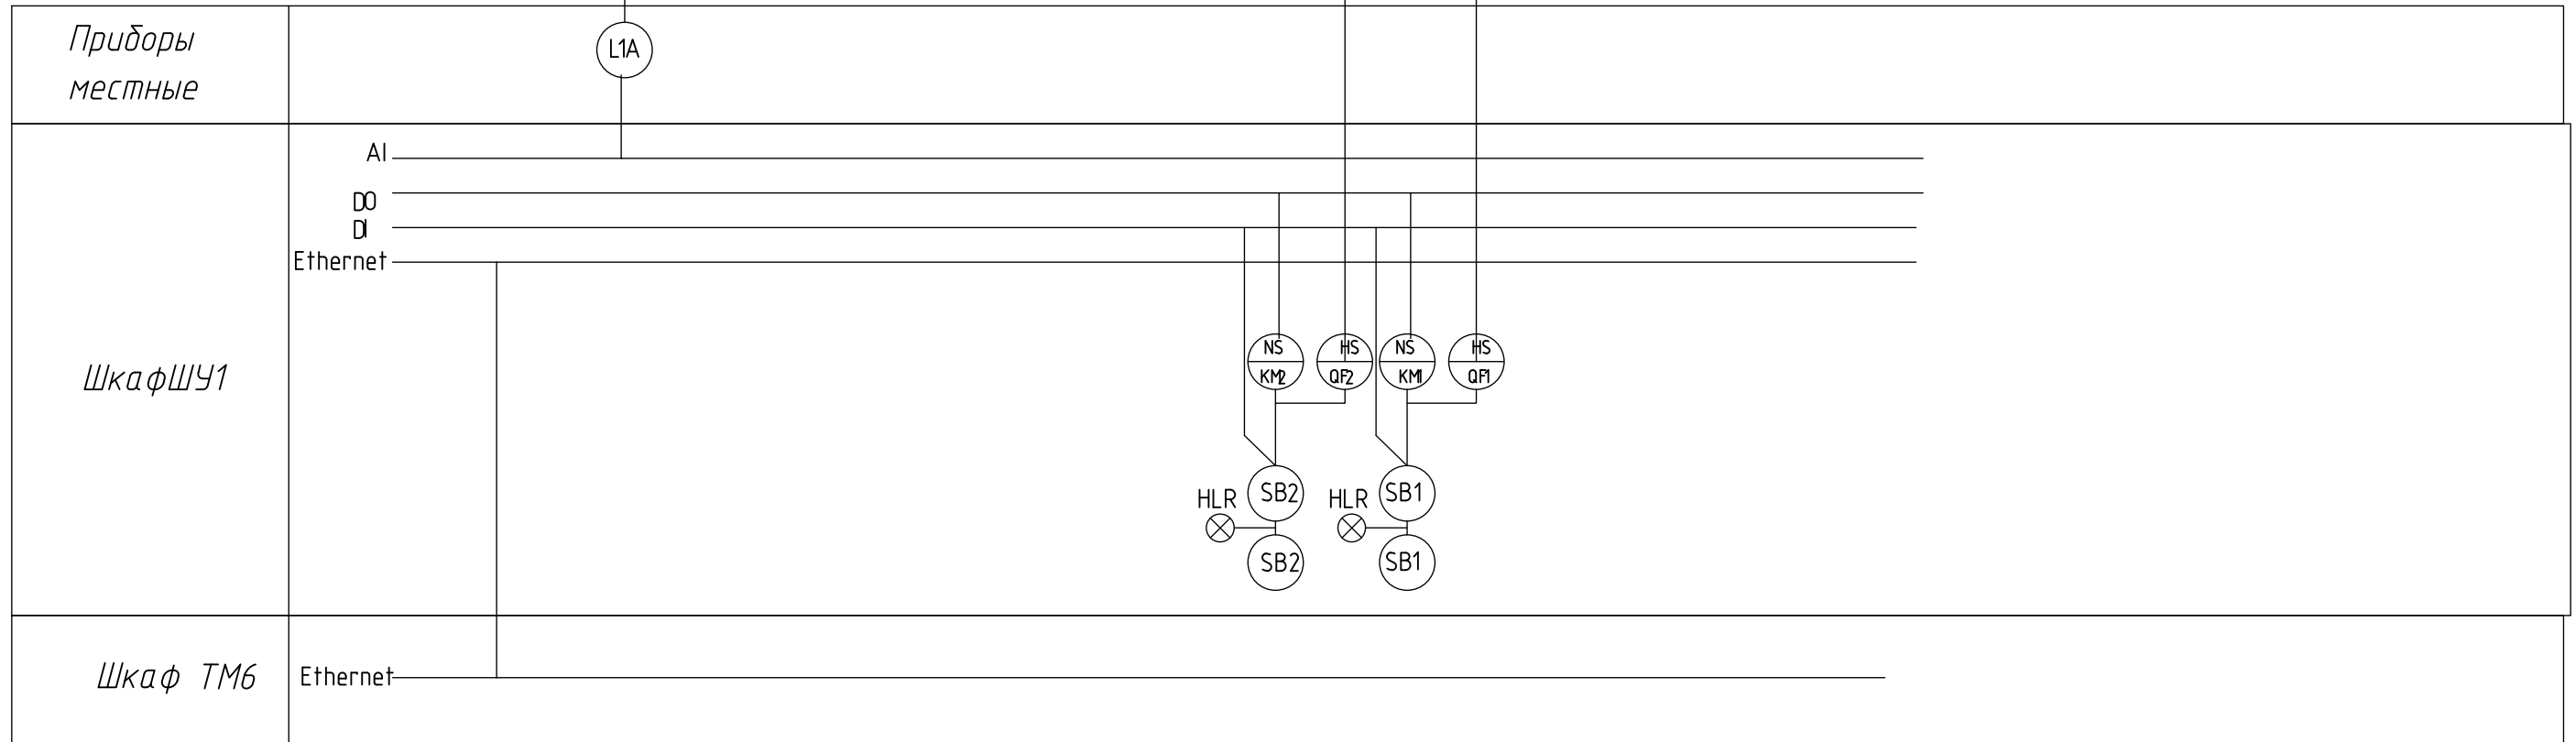 Приборы
местные
L1A
AI
DO
DI
Ethernet
ШкафШУ1
NS
KM2
HS
QF2
NS
KM1
HS
QF1
HLR
SB2
HLR
SB1
SB2
SB1
Шкаф ТМ6
Ethernet